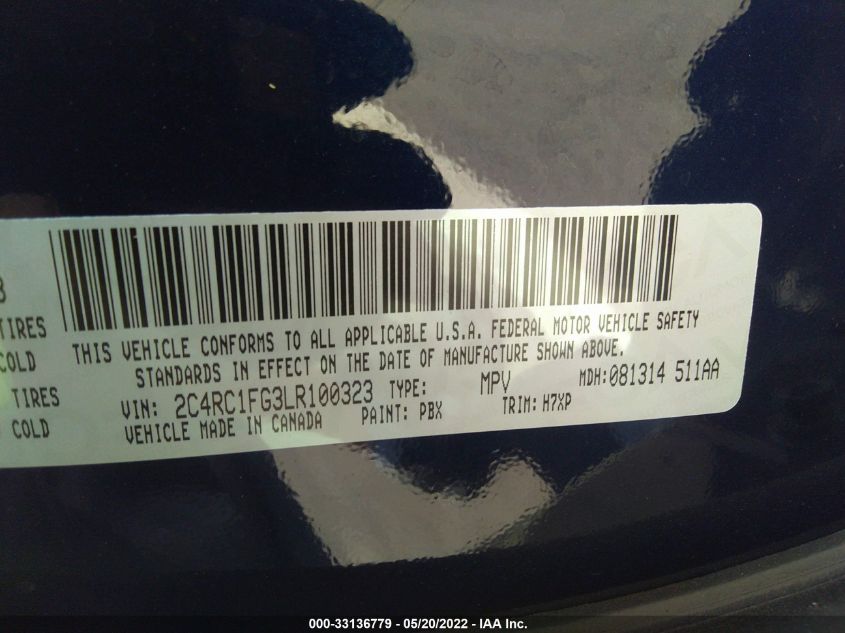 3
TIRES
COLD
TIRES
COLD
THIS VEHICLE CONFORMS TO ALL APPLICABLE U.S.A. FEDERAL MOTOR VEHICLE SAFETY
STANDARDS IN EFFECT ON THE DATE OF MANUFACTURE SHOWN ABOVE.
VIN: 2C4RC1FG3LR100323 TYPE: MPV MDH:081314 511AA
VEHICLE MADE IN CANADA PAINT: PBX TRIM: H7XP
000-33136779 - 05/20/2022 - IAA Inc.